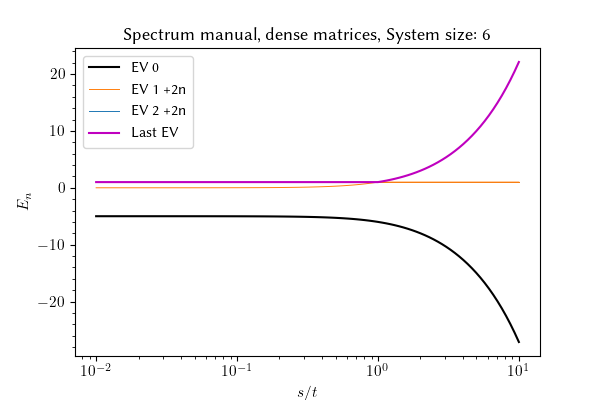 Spectrum manual, dense matrices, System size: 6
EV 0
EV 1 +2n
EV 2 +2n
Last EV
20
10
0
−10
−20
E_n
10^−2
10^−1
10^0
10^1
s/t